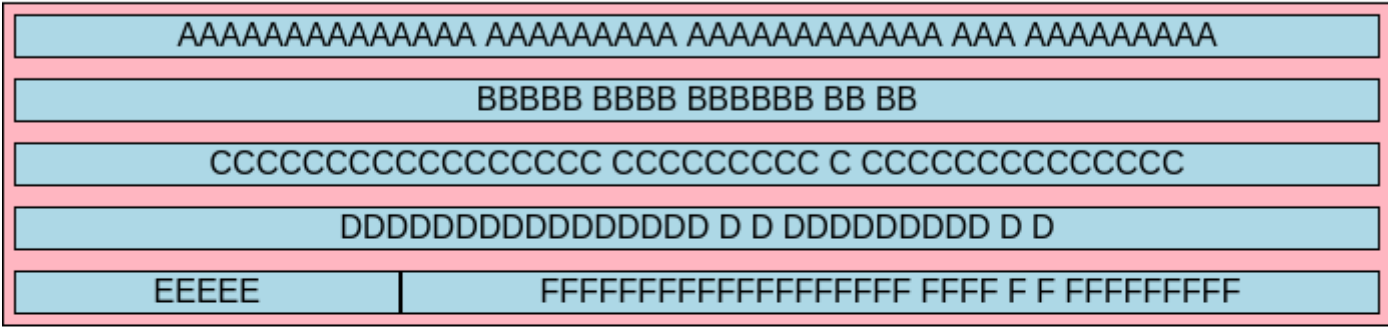 AAAAAAAAAAAAAA AAAAAAAAA AAAAAAAAAAAA AAA AAAAAAAAA
BBBBB BBBB BBBBBB BB BB
CCCCCCCCCCCCCCCCC CCCCCCCCC C CCCCCCCCCCCCCC
DDDDDDDDDDDDDDDD D D DDDDDDDDD D D
EEEEE FFFFFFFFFFFFFFFFFFF FFFF F F FFFFFFFFF